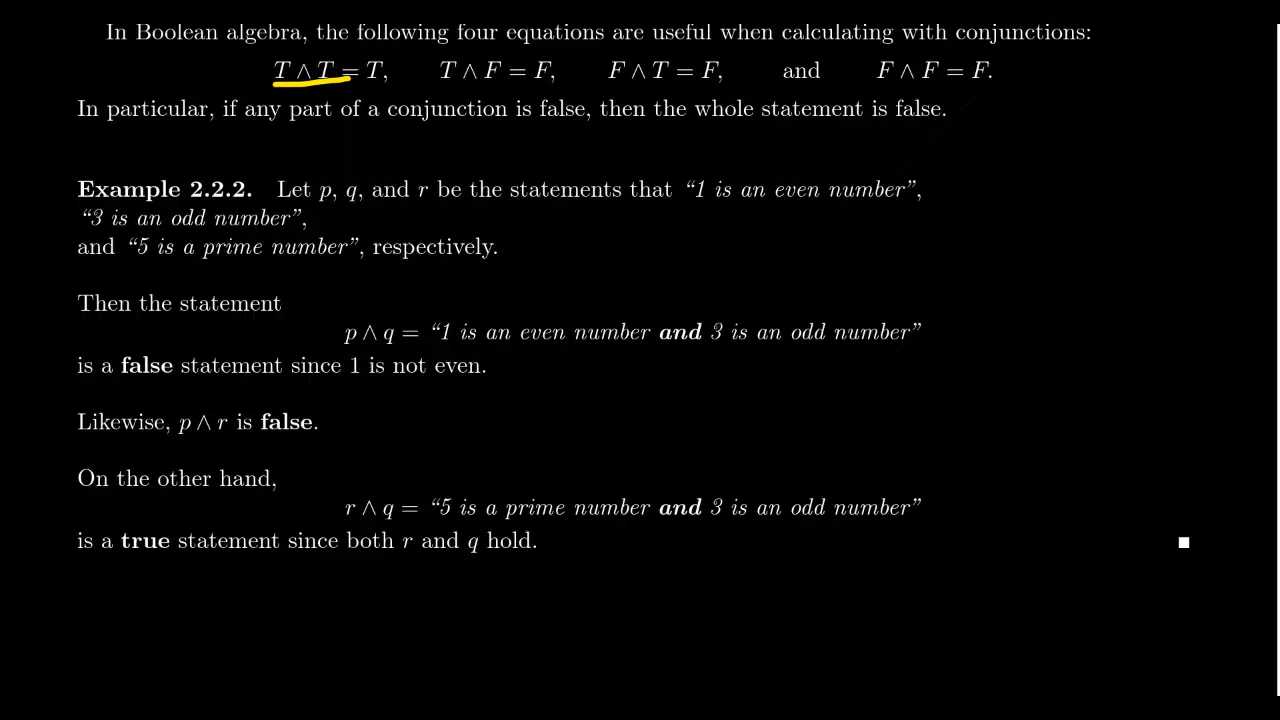 In Boolean algebra, the following four equations are useful when calculating with conjunctions:
T ∧ T = T, T ∧ F = F, F ∧ T = F, and F ∧ F = F.
In particular, if any part of a conjunction is false, then the whole statement is false.
Example 2.2.2. Let p, q, and r be the statements that “1 is an even number”,
“3 is an odd number”,
and “5 is a prime number”, respectively.
Then the statement
p ∧ q = “1 is an even number and 3 is an odd number”
is a false statement since 1 is not even.
Likewise, p ∧ r is false.
On the other hand,
r ∧ q = “5 is a prime number and 3 is an odd number”
is a true statement since both r and q hold.